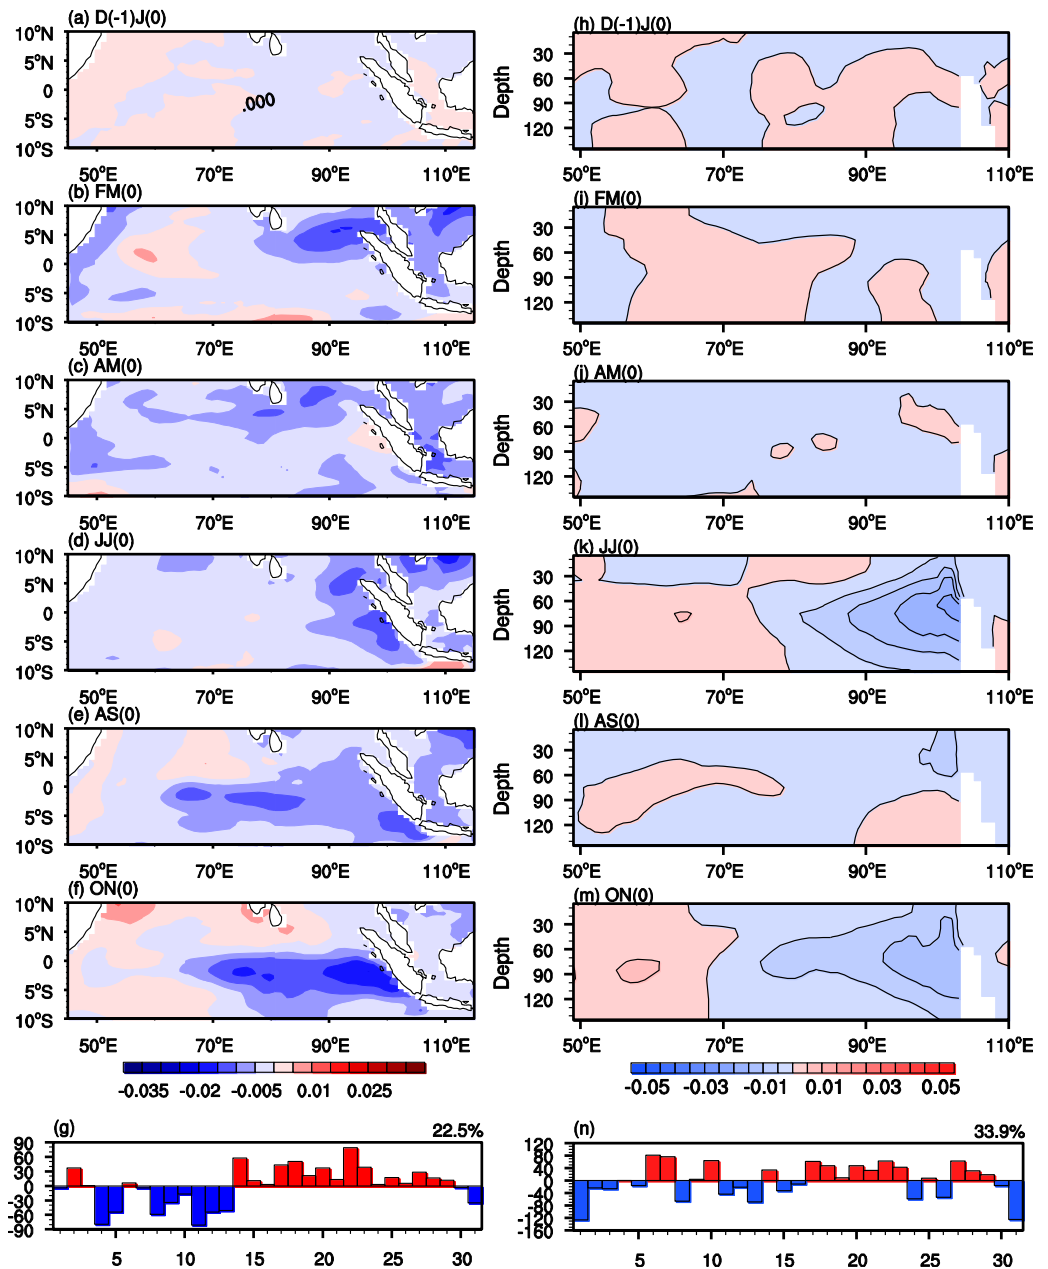 (a) D(-1)J(0)
10°N
5°N
0
5°S
10°S
.000
50°E 70°E 90°E 110°E
(b) FM(0)
10°N
5°N
0
5°S
10°S
50°E 70°E 90°E 110°E
(c) AM(0)
10°N
5°N
0
5°S
10°S
50°E 70°E 90°E 110°E
(d) JJ(0)
10°N
5°N
0
5°S
10°S
50°E 70°E 90°E 110°E
(e) AS(0)
10°N
5°N
0
5°S
10°S
50°E 70°E 90°E 110°E
(f) ON(0)
10°N
5°N
0
5°S
10°S
50°E 70°E 90°E 110°E
-0.035 -0.02 -0.005 0.01 0.025
(g) 22.5%
90
60
30
0
-30
-60
-90
5 10 15 20 25 30
(h) D(-1)J(0)
Depth
30
60
90
120
50°E 70°E 90°E 110°E
(i) FM(0)
Depth
30
60
90
120
50°E 70°E 90°E 110°E
(j) AM(0)
Depth
30
60
90
120
50°E 70°E 90°E 110°E
(k) JJ(0)
Depth
30
60
90
120
50°E 70°E 90°E 110°E
(l) AS(0)
Depth
30
60
90
120
50°E 70°E 90°E 110°E
(m) ON(0)
Depth
30
60
90
120
50°E 70°E 90°E 110°E
-0.05 -0.03 -0.01 0.01 0.03 0.05
(n) 33.9%
120
80
40
0
-40
-80
-120
-160
5 10 15 20 25 30